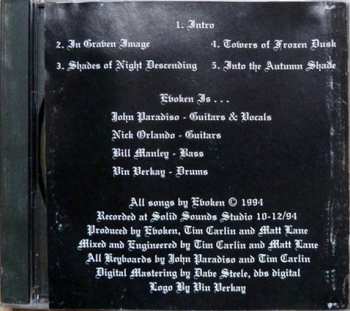 1. Intro
2. In Graven Image
4. Towers of Frozen Dusk
3. Shades of Night Descending
5. Into the Autumn Shade
Evoken Is . . .
John Paradiso - Guitars & Vocals
Nick Orlando - Guitars
Bill Manley - Bass
Vin Verkay - Drums
All songs by Evoken © 1994
Recorded at Solid Sounds Studio 10-12/94
Produced by Evoken, Tim Carlin and Matt Lane
Mixed and Engineered by Tim Carlin and Matt Lane
All Keyboards by John Paradiso and Tim Carlin
Digital Mastering by Dave Steele, dbs digital
Logo By Vin Verkay